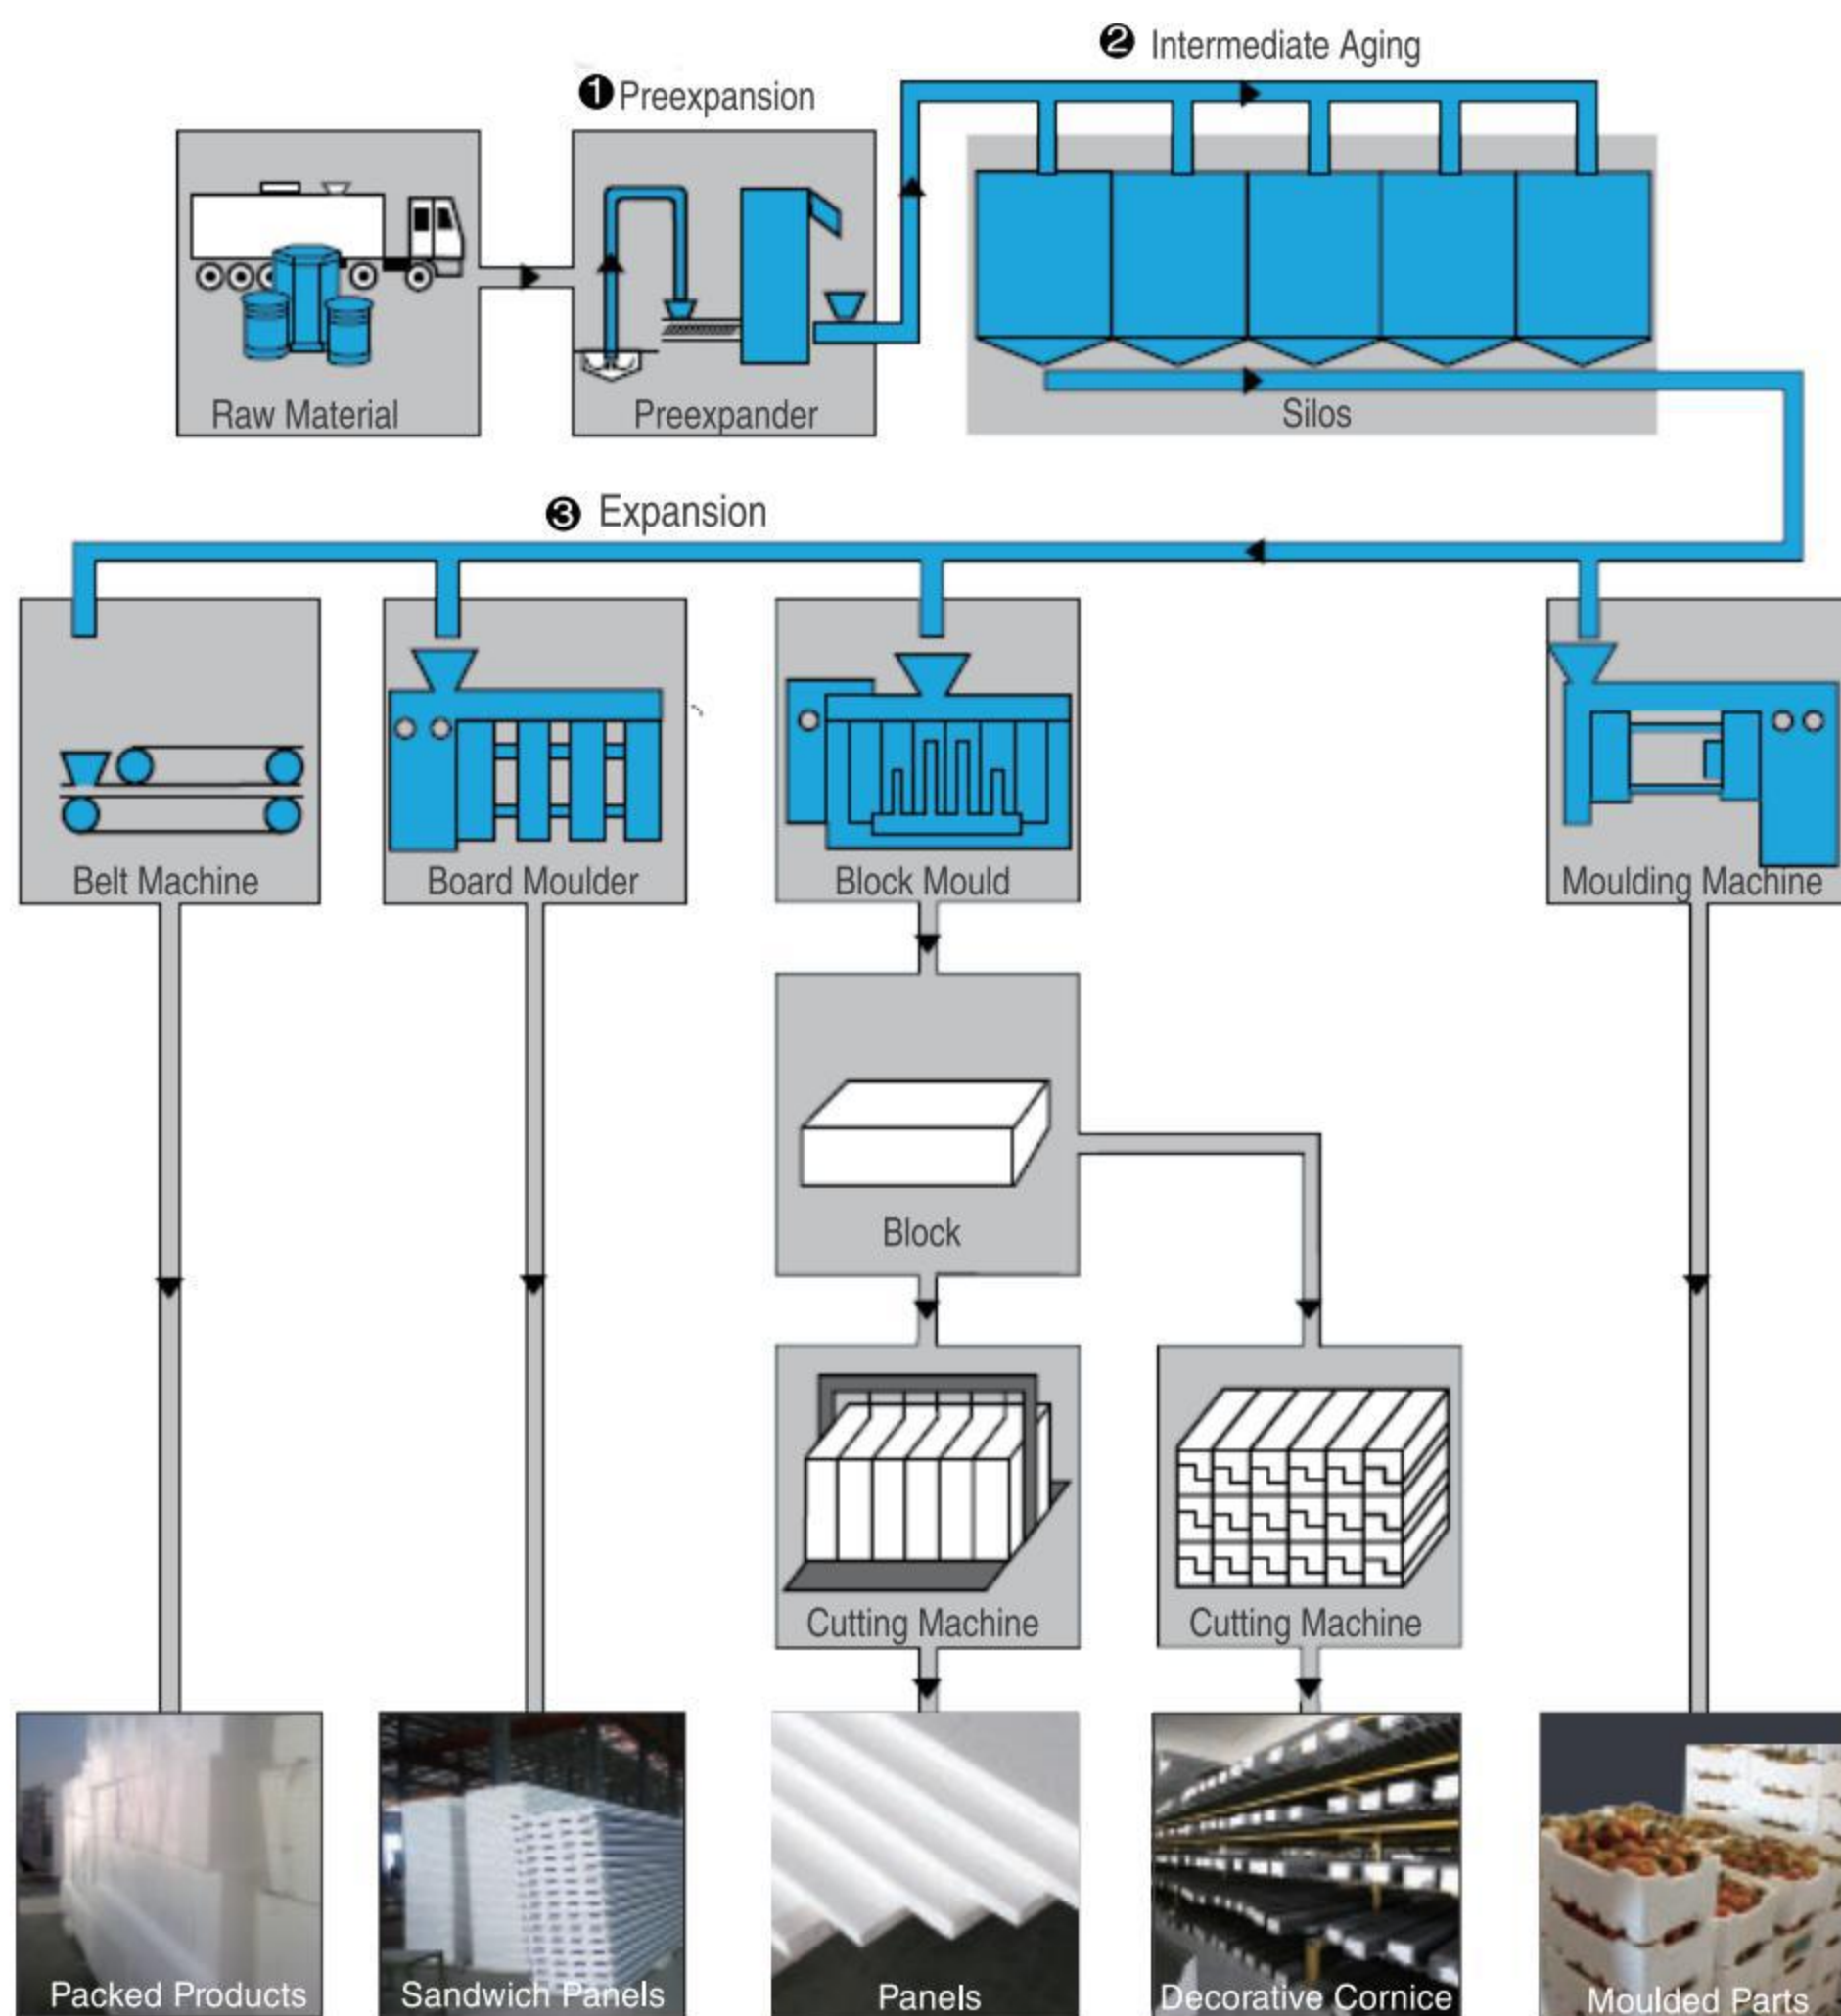 ❷ Intermediate Aging
❶ Preexpansion
Raw Material
Preexpander
Silos
❸ Expansion
Belt Machine
Board Moulder
Block Mould
Moulding Machine
Block
Cutting Machine
Cutting Machine
Packed Products
Sandwich Panels
Panels
Decorative Cornice
Moulded Parts